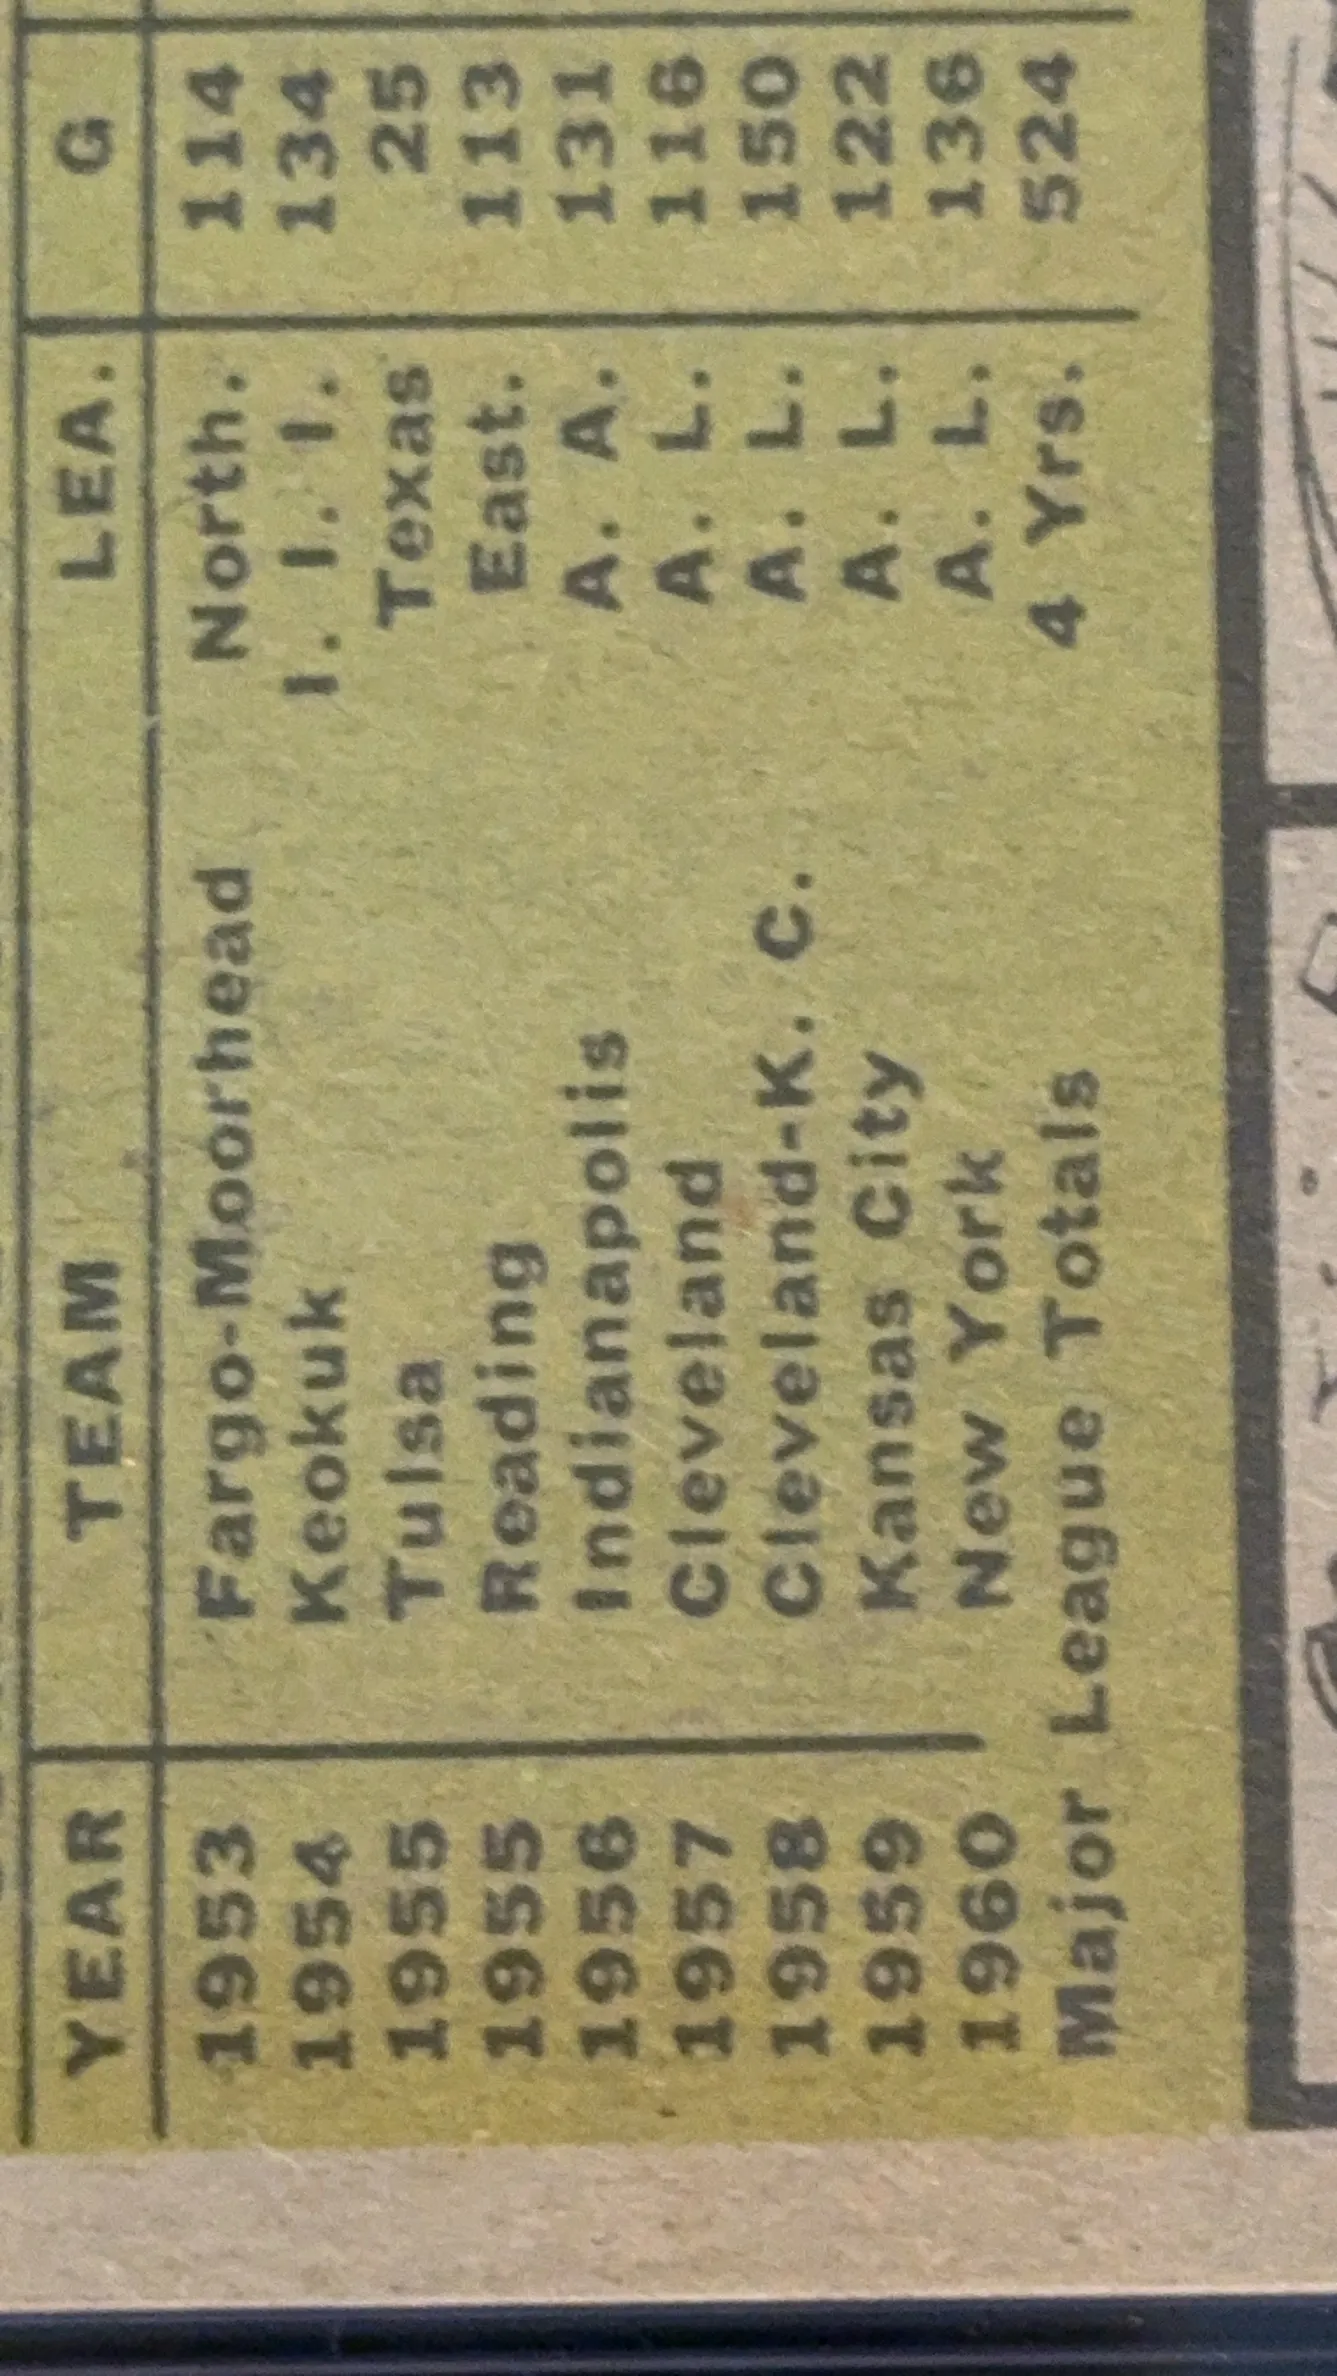 YEAR TEAM LEA. G
1953 Fargo-Moorhead North. 114
1954 Keokuk I. I. I. 134
1955 Tulsa Texas 25
1955 Reading East. 113
1956 Indianapolis A. A. 131
1957 Cleveland A. L. 116
1958 Cleveland-K. C. A. L. 150
1959 Kansas City A. L. 122
1960 New York A. L. 136
Major League Totals 4 Yrs. 524